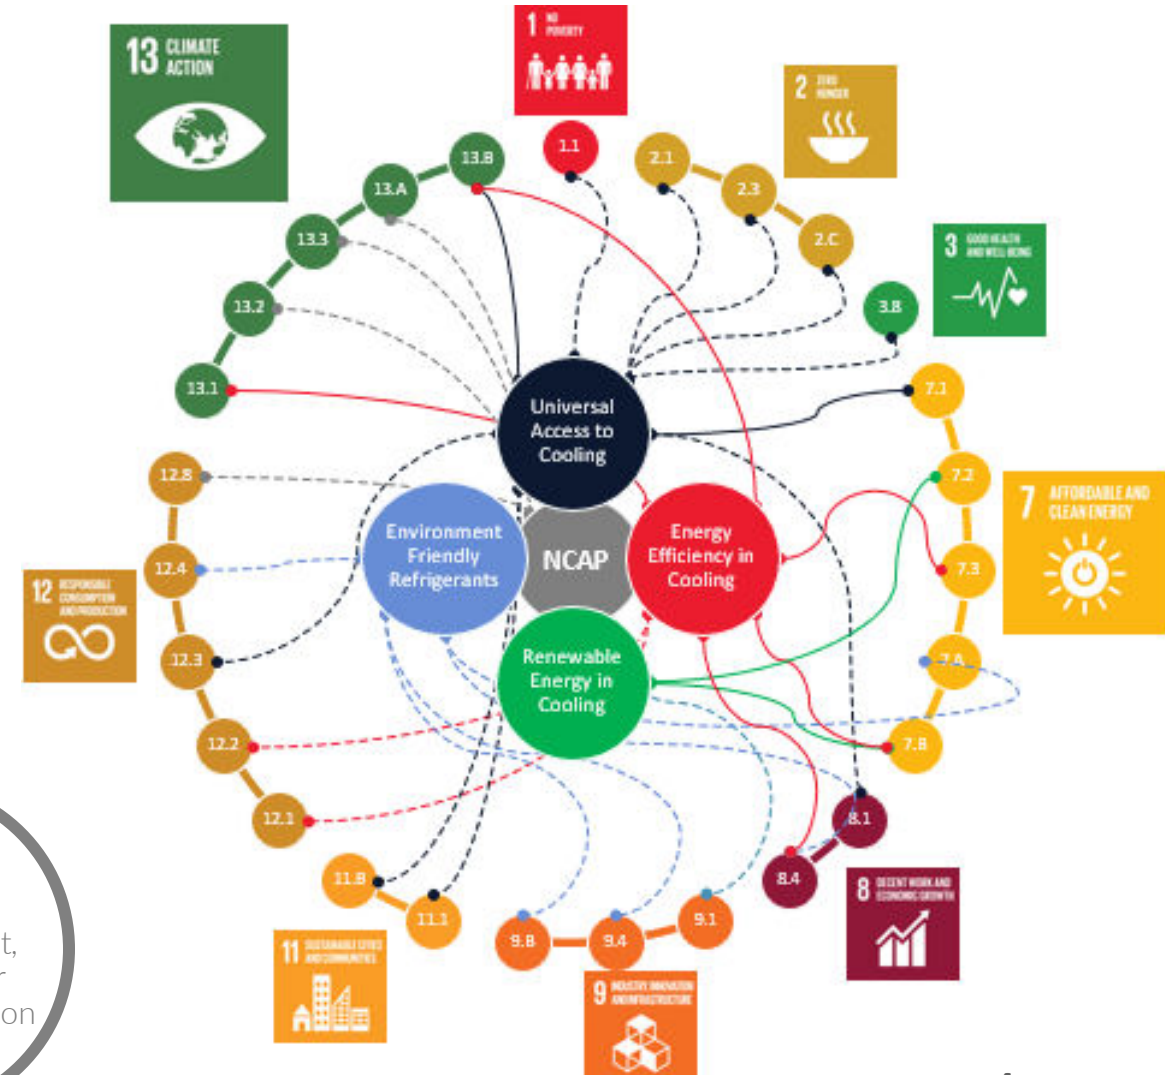 13 CLIMATE
ACTION
1 NO
POVERTY
2 ZERO
HUNGER
3 GOOD HEALTH
AND WELL-BEING
13.B
1.1
2.1
13.A
2.3
13.3
2.C
13.2
3.8
13.1
7.1
Universal
Access to
Cooling
12.8
7.2
7 AFFORDABLE AND
CLEAN ENERGY
Environment
Friendly
Refrigerants
NCAP
Energy
Efficiency in
Cooling
12.4
7.3
12 RESPONSIBLE
CONSUMPTION
AND PRODUCTION
12.3
7.A
Renewable
Energy in
Cooling
12.2
7.B
12.1
8.1
11.B
8.4
11.1
9.1
9.B
9.4
8 DECENT WORK AND
ECONOMIC GROWTH
11 SUSTAINABLE CITIES
AND COMMUNITIES
9 INDUSTRY, INNOVATION
AND INFRASTRUCTURE
t,
r
on